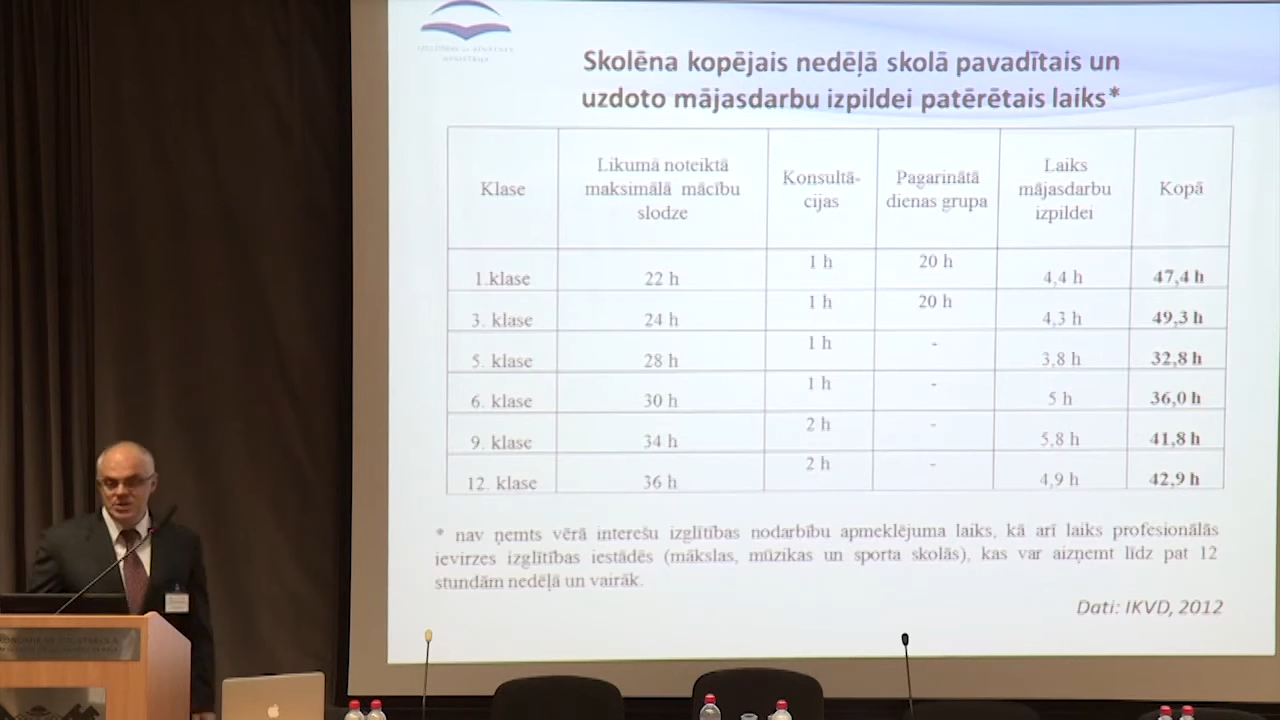 Skolēna kopējais nedēļā skolā pavadītais un
uzdoto mājasdarbu izpildei patērētais laiks*
Klase
Likumā noteiktā
maksimālā mācību
slodze
Konsultā-
cijas
Pagarinātā
dienas grupa
Laiks
mājasdarbu
izpildei
Kopā
1.klase 22 h 1 h 20 h 4,4 h 47,4 h
3. klase 24 h 1 h 20 h 4,3 h 49,3 h
5. klase 28 h 1 h - 3,8 h 32,8 h
6. klase 30 h 1 h - 5 h 36,0 h
9. klase 34 h 2 h - 5,8 h 41,8 h
12. klase 36 h 2 h - 4,9 h 42,9 h
* nav ņemts vērā interešu izglītības nodarbību apmeklējuma laiks, kā arī laiks profesionālās
ievirzes izglītības iestādēs (mākslas, mūzikas un sporta skolās), kas var aizņemt līdz pat 12
stundām nedēļā un vairāk.
Dati: IKVD, 2012